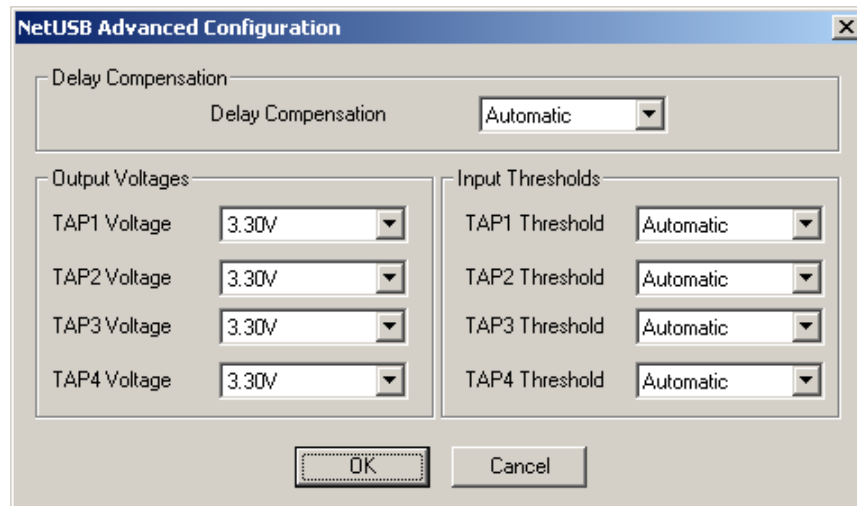 NetUSB Advanced Configuration
Delay Compensation
Delay Compensation Automatic
Output Voltages
TAP1 Voltage 3.30V
TAP2 Voltage 3.30V
TAP3 Voltage 3.30V
TAP4 Voltage 3.30V
Input Thresholds
TAP1 Threshold Automatic
TAP2 Threshold Automatic
TAP3 Threshold Automatic
TAP4 Threshold Automatic
OK Cancel